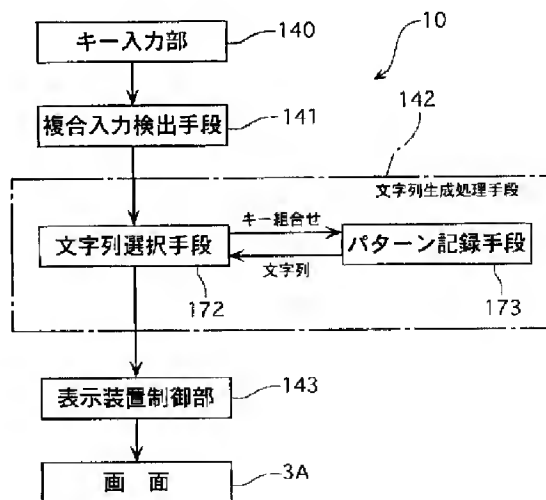 キー入力部
140
10
複合入力検出手段
141
142
文字列生成処理手段
文字列選択手段
172
キー組合せ
文字列
パターン記録手段
173
表示装置制御部
143
画 面
3A